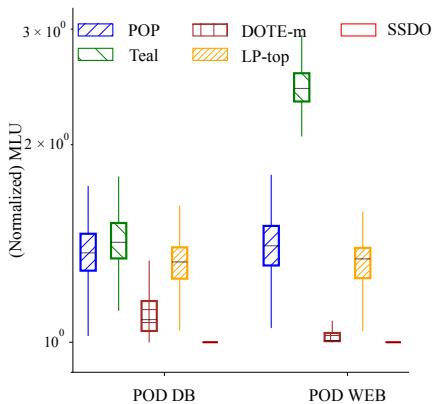 3 × 10⁰
POP
DOTE-m
SSDO
Teal
LP-top
2 × 10⁰
(Normalized) MLU
10⁰
POD DB
POD WEB